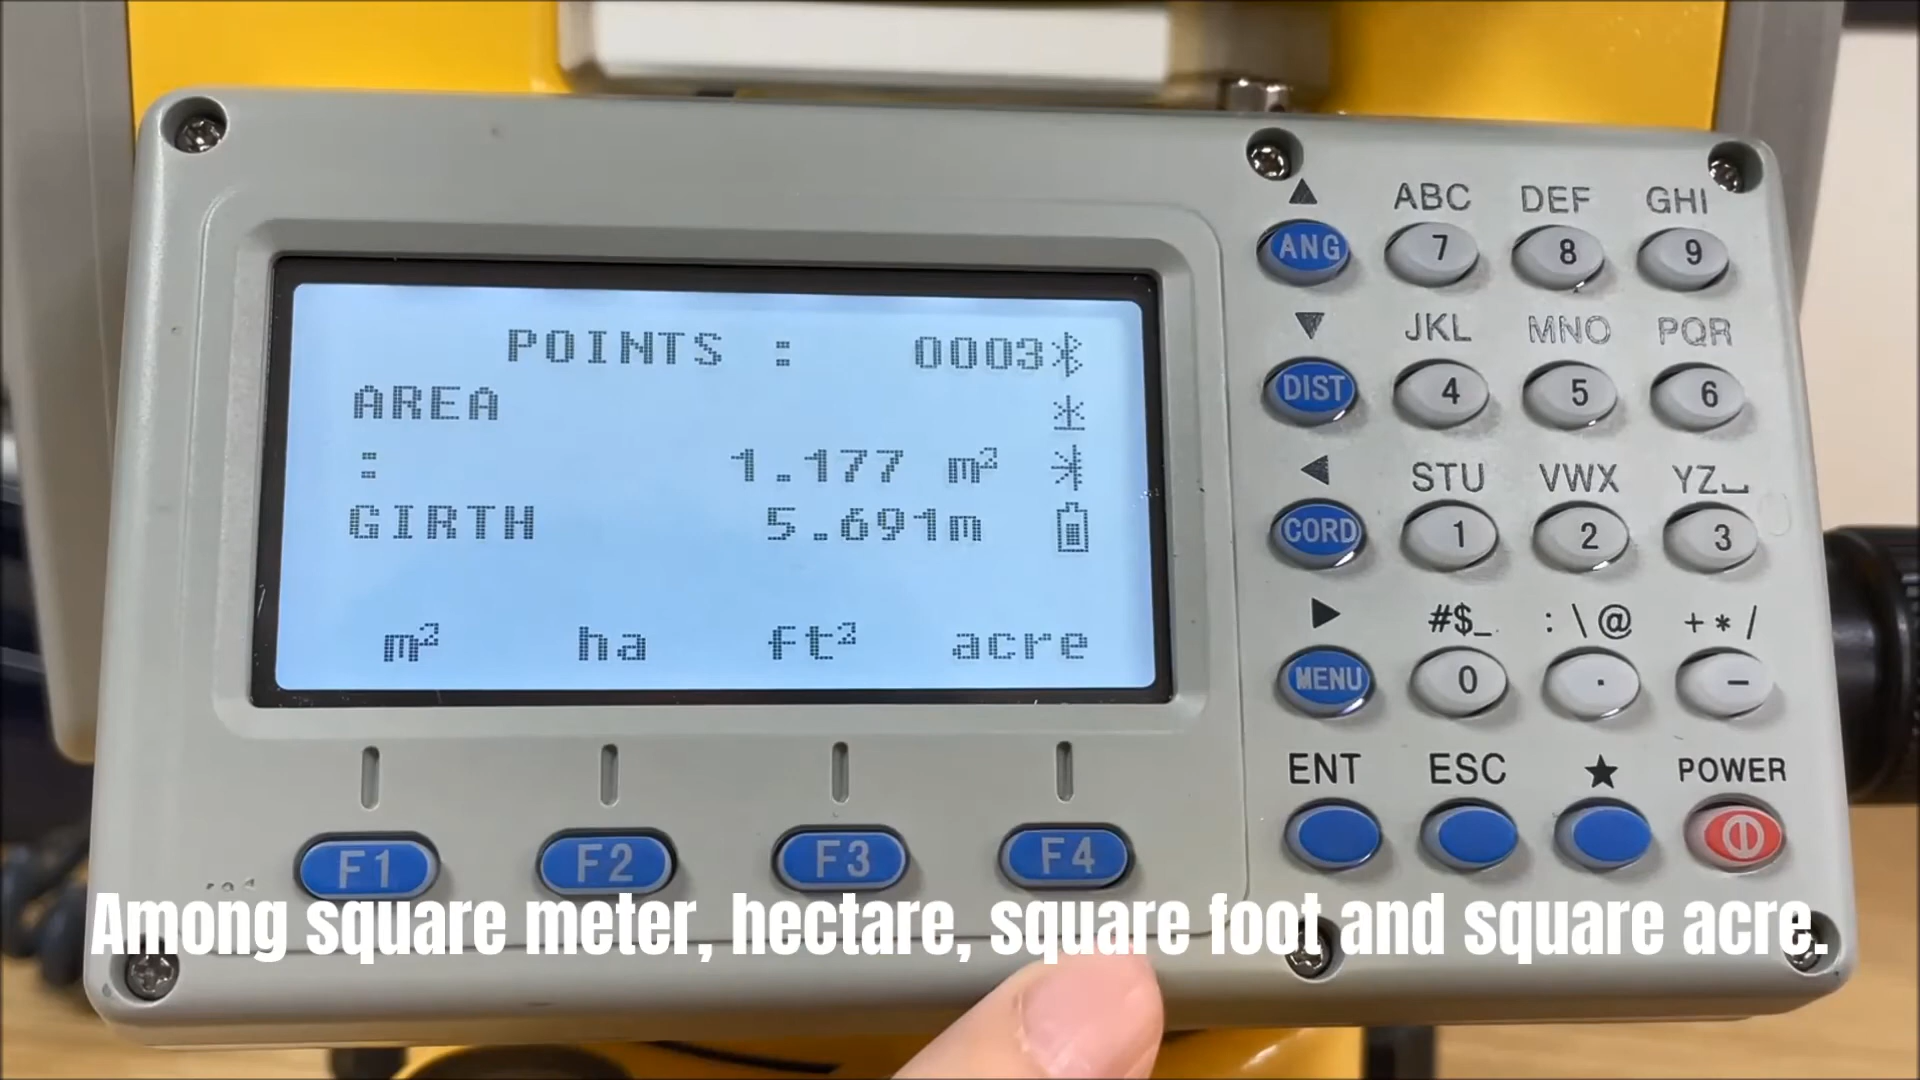 POINTS : 0003
AREA
: 1.177 m²
GIRTH 5.691m
m² ha ft² acre
F1 F2 F3 F4
ABC DEF GHI
ANG 7 8 9
JKL MNO PQR
DIST 4 5 6
STU VWX YZ⎵
CORD 1 2 3
#$_ :\@ +*/
MENU 0 . −
ENT ESC ★ POWER
Among square meter, hectare, square foot and square acre.